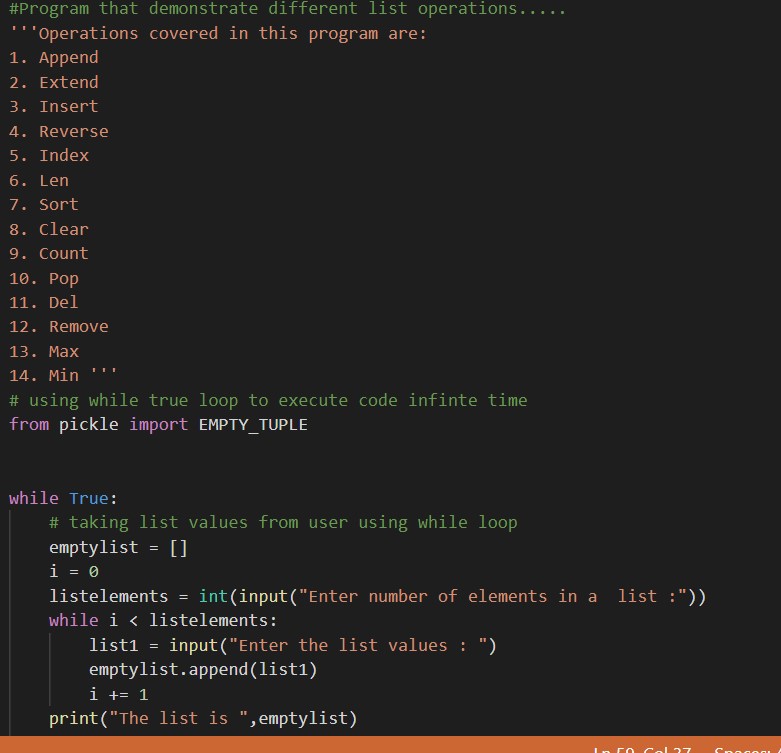 #Program that demonstrate different list operations.....
'''Operations covered in this program are:
1. Append
2. Extend
3. Insert
4. Reverse
5. Index
6. Len
7. Sort
8. Clear
9. Count
10. Pop
11. Del
12. Remove
13. Max
14. Min '''
# using while true loop to execute code infinte time
from pickle import EMPTY_TUPLE
while True:
    # taking list values from user using while loop
    emptylist = []
    i = 0
    listelements = int(input("Enter number of elements in a  list :"))
    while i < listelements:
        list1 = input("Enter the list values : ")
        emptylist.append(list1)
        i += 1
    print("The list is ",emptylist)
Col Spaces: